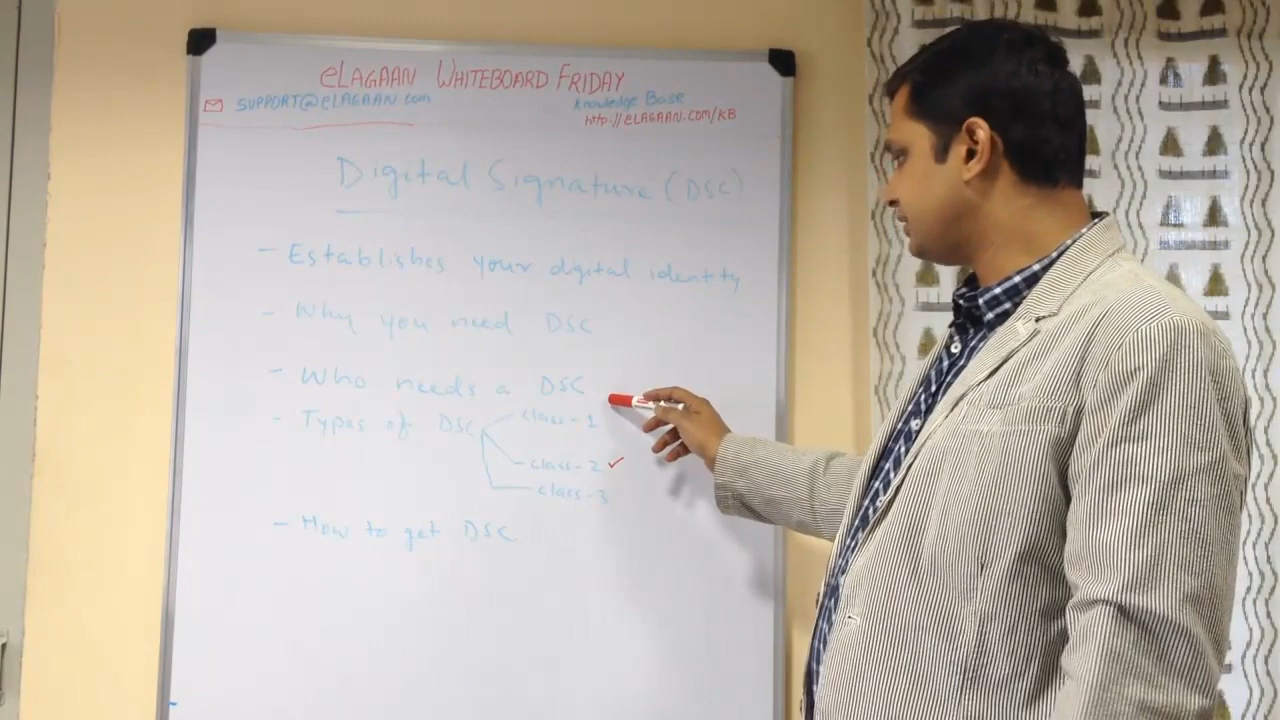 eLAGAAN WHITEBOARD FRIDAY
SUPPORT@eLAGAAN.com
Knowledge Base
http://eLAGAAN.com/KB
Digital Signature (DSC)
- Establishes your digital identity
- Why you need DSC
- Who needs a DSC
- Types of DSC
class-1
class-2 ✓
class-3
- How to get DSC